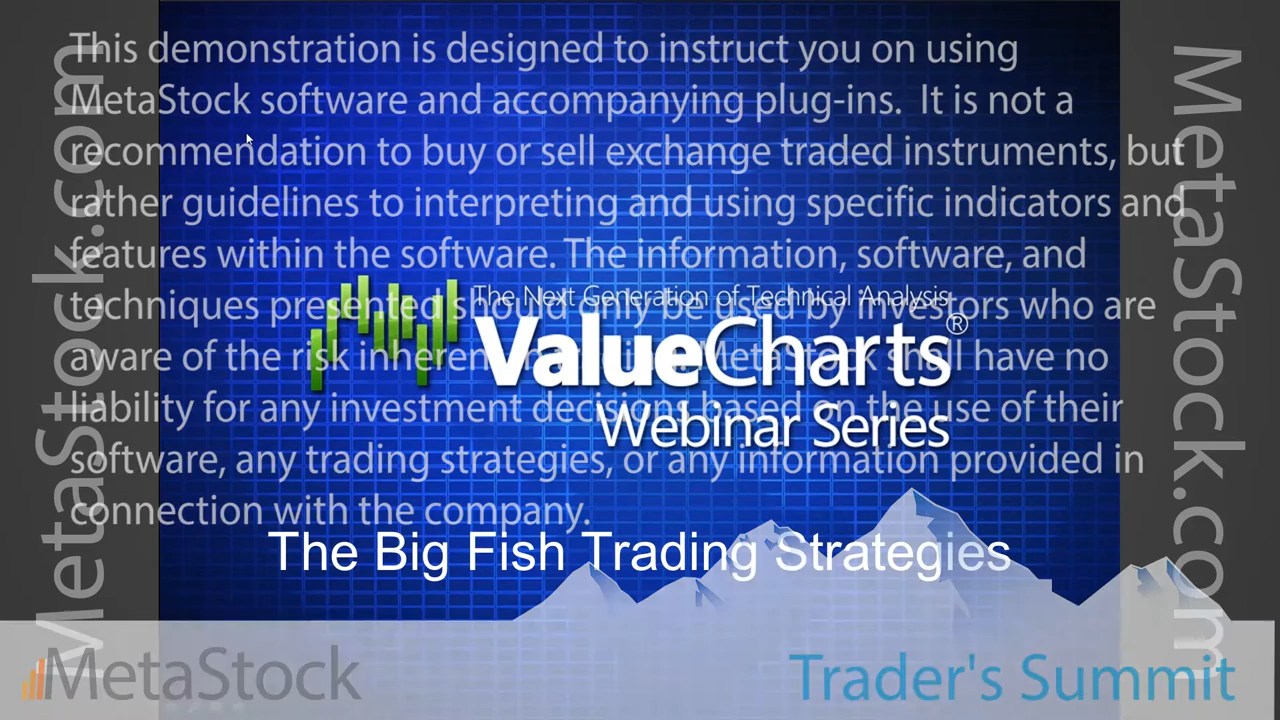 This demonstration is designed to instruct you on using
MetaStock software and accompanying plug-ins. It is not a
recommendation to buy or sell exchange traded instruments, but
rather guidelines to interpreting and using specific indicators and
features within the software. The information, software, and
techniques presented should only be used by investors who are
aware of the risk inherent MetaStock shall have no
liability for any investment decisions based on the use of their
software, any trading strategies, or any information provided in
connection with the company.
The Next Generation of Technical Analysis
ValueCharts®
Webinar Series
The Big Fish Trading Strategies
MetaStock.com
MetaStock.com
MetaStock
Trader's Summit